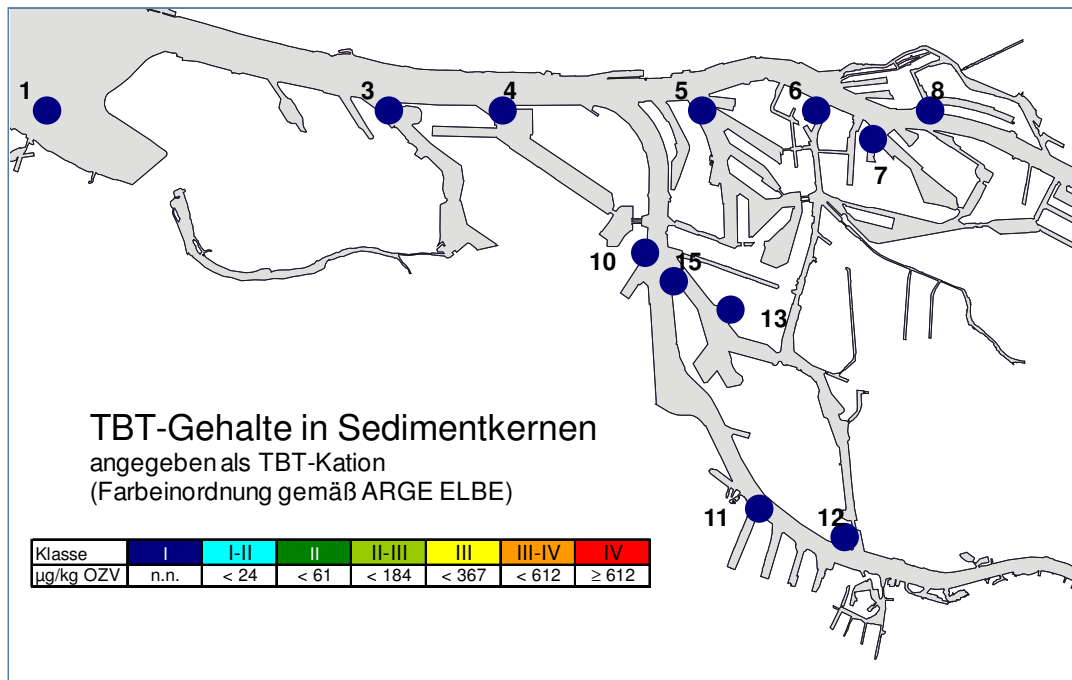 1
3
4
5
6
8
7
10
15
13
TBT-Gehalte in Sedimentkernen
angegeben als TBT-Kation
(Farbeinordnung gemäß ARGE ELBE)
11
12
Klasse I I-II II II-III III III-IV IV
µg/kg OZV n.n. < 24 < 61 < 184 < 367 < 612 ≥ 612